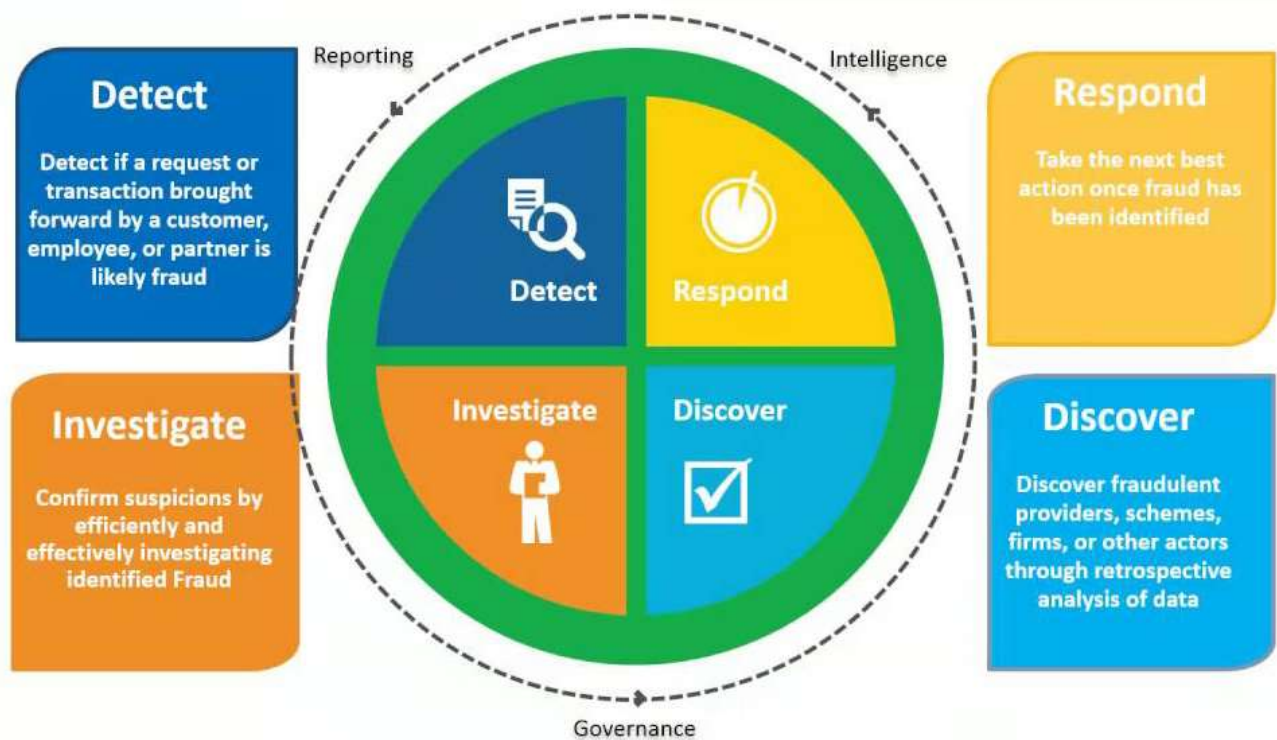 Reporting
Intelligence
Detect
Detect if a request or
transaction brought
forward by a customer,
employee, or partner is
likely fraud
Respond
Take the next best
action once fraud has
been identified
Detect
Respond
Investigate
Discover
Investigate
Confirm suspicions by
efficiently and
effectively investigating
identified Fraud
Discover
Discover fraudulent
providers, schemes,
firms, or other actors
through retrospective
analysis of data
Governance